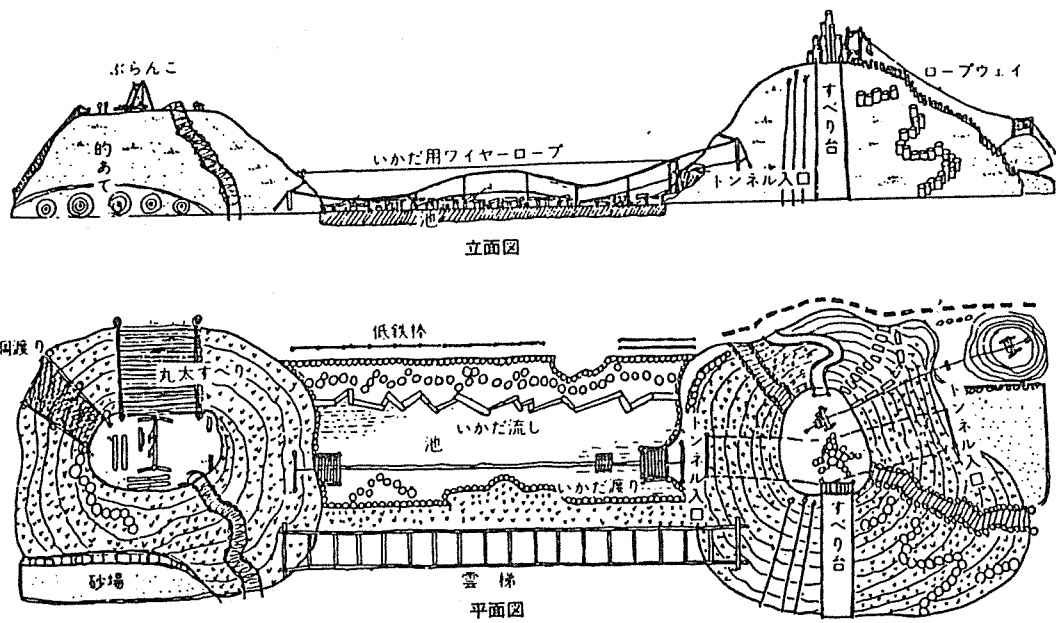 ぶらんこ
的あて
いかだ用ワイヤーロープ
池
トンネル入口
すべり台
ロープウェイ
立面図
低鉄棒
渡り
丸太すべり
いかだ流し
池
いかだ渡り
トンネル入口
トンネル入口
すべり台
砂場
雲梯
平面図